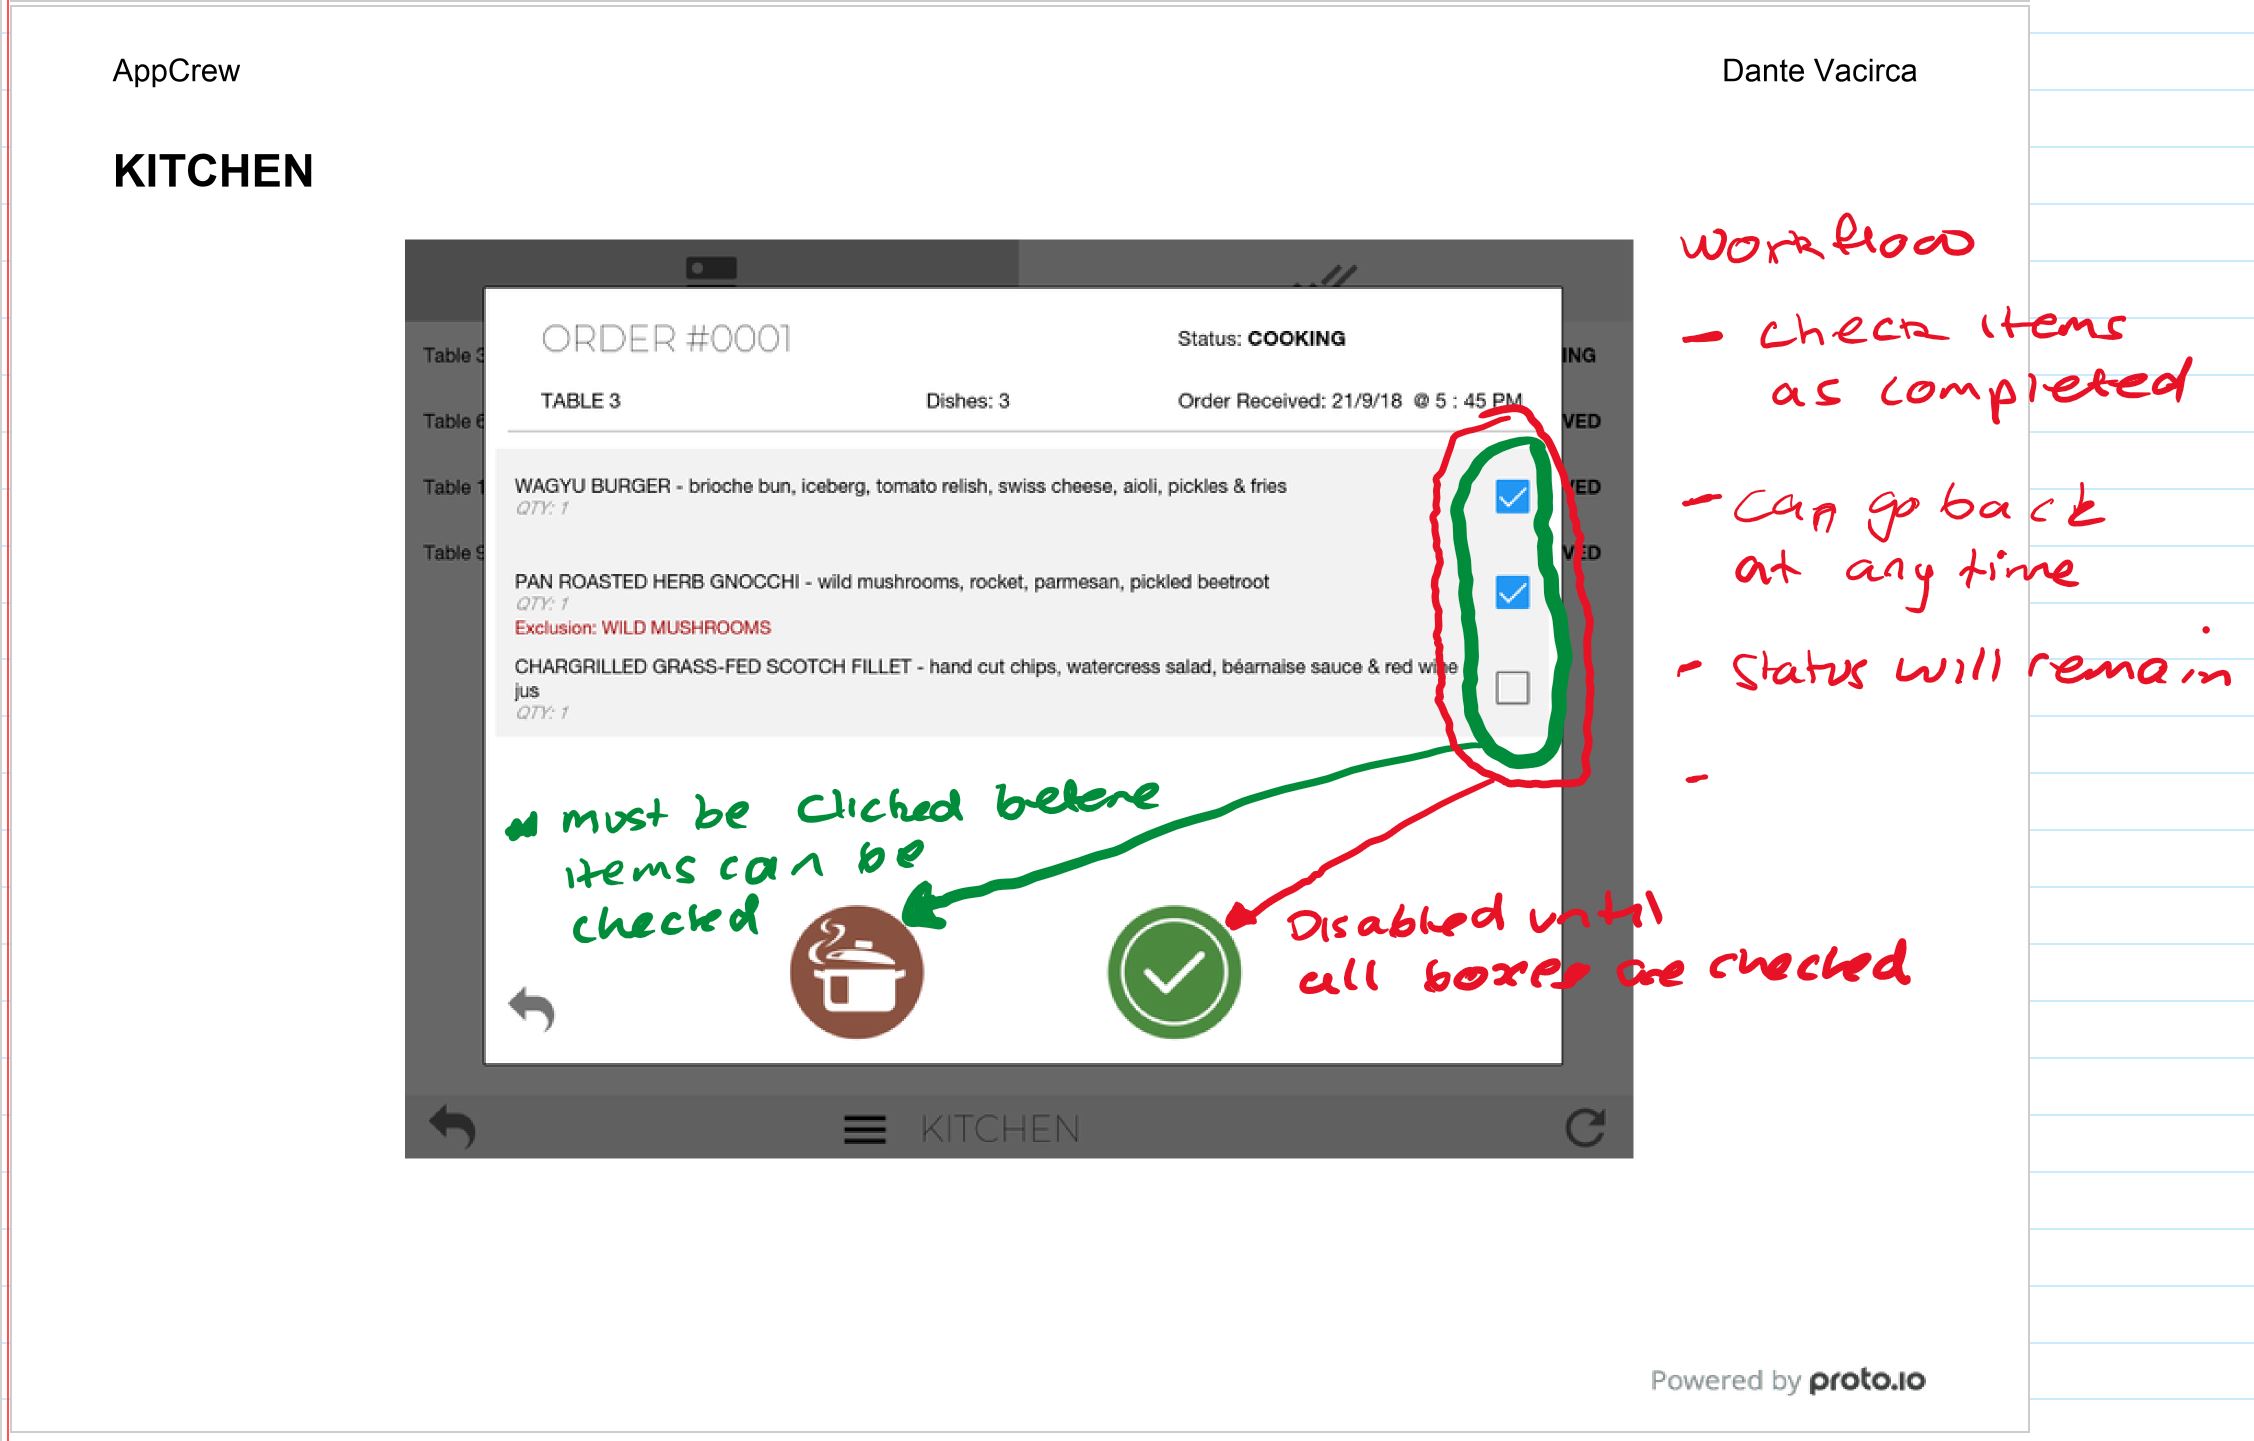 AppCrew
Dante Vacirca
KITCHEN
ORDER #0001
Status: COOKING
TABLE 3
Dishes: 3
Order Received: 21/9/18 @ 5 : 45 PM
Table 3
ING
Table 6
VED
Table 1
VED
Table 9
VED
WAGYU BURGER - brioche bun, iceberg, tomato relish, swiss cheese, aioli, pickles & fries
QTY: 1
PAN ROASTED HERB GNOCCHI - wild mushrooms, rocket, parmesan, pickled beetroot
QTY: 1
Exclusion: WILD MUSHROOMS
CHARGRILLED GRASS-FED SCOTCH FILLET - hand cut chips, watercress salad, béarnaise sauce & red wine
jus
QTY: 1
must be clicked before
items can be
checked
Disabled until
all boxes are checked
workflow
- check items
as completed
- can go back
at any time
- status will remain
-
KITCHEN
Powered by proto.io